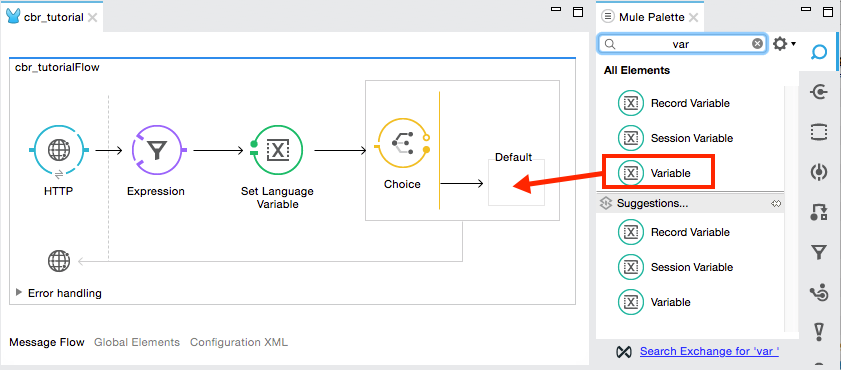 cbr_tutorial
Mule Palette
var
All Elements
cbr_tutorialFlow
HTTP
Expression
Set Language
Variable
Choice
Default
Error handling
Message Flow Global Elements Configuration XML
Record Variable
Session Variable
Variable
Suggestions...
Record Variable
Session Variable
Variable
Search Exchange for 'var '